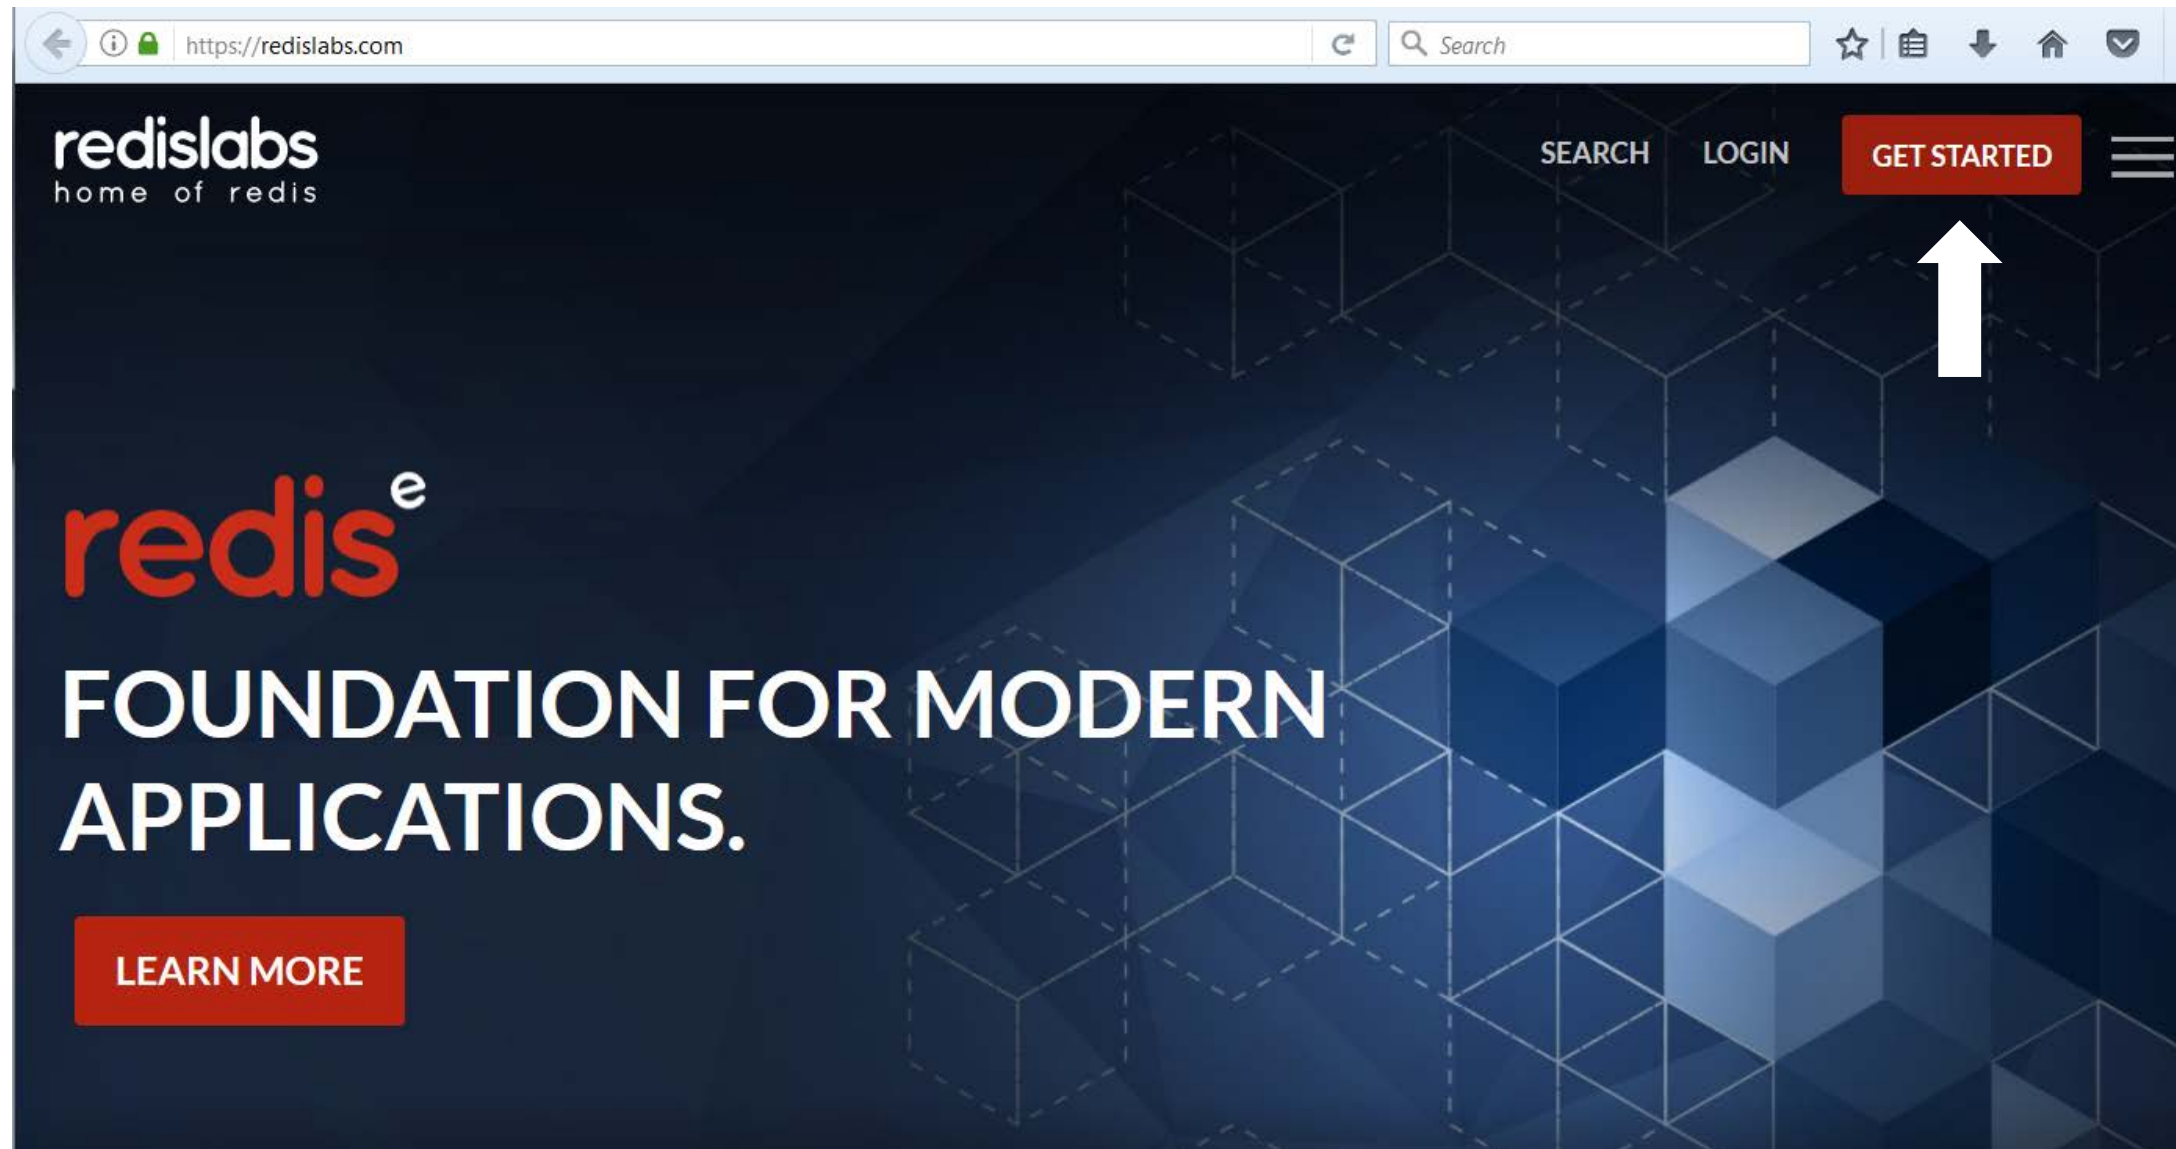 https://redislabs.com
Search
redislabs
home of redis
SEARCH LOGIN GET STARTED
redis e
FOUNDATION FOR MODERN
APPLICATIONS.
LEARN MORE